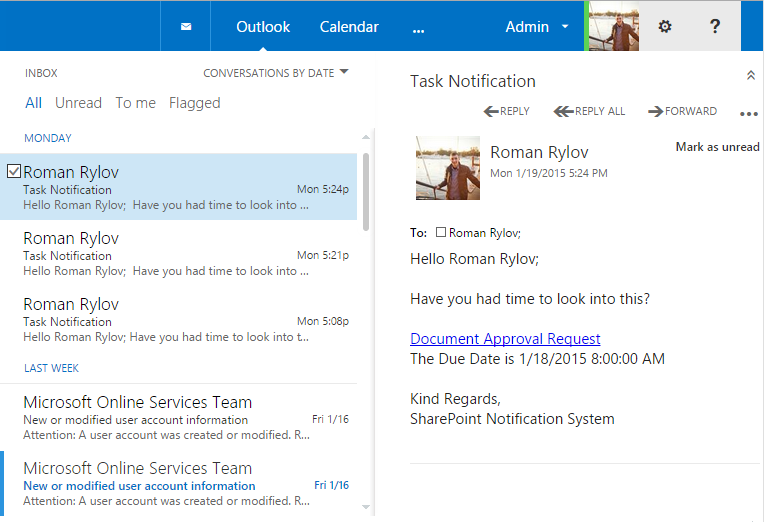 Outlook Calendar ... Admin ?
INBOX CONVERSATIONS BY DATE
All Unread To me Flagged
MONDAY
Roman Rylov
Task Notification Mon 5:24p
Hello Roman Rylov;  Have you had time to look into ...
Roman Rylov
Task Notification Mon 5:21p
Hello Roman Rylov;  Have you had time to look into ...
Roman Rylov
Task Notification Mon 5:08p
Hello Roman Rylov; Have you had time to look into t...
LAST WEEK
Microsoft Online Services Team
New or modified user account information Fri 1/16
Attention: A user account was created or modified. R...
Microsoft Online Services Team
New or modified user account information Fri 1/16
Attention: A user account was created or modified. R...
Task Notification
REPLY REPLY ALL FORWARD ...
Roman Rylov Mark as unread
Mon 1/19/2015 5:24 PM
To: Roman Rylov;
Hello Roman Rylov;
Have you had time to look into this?
Document Approval Request
The Due Date is 1/18/2015 8:00:00 AM
Kind Regards,
SharePoint Notification System